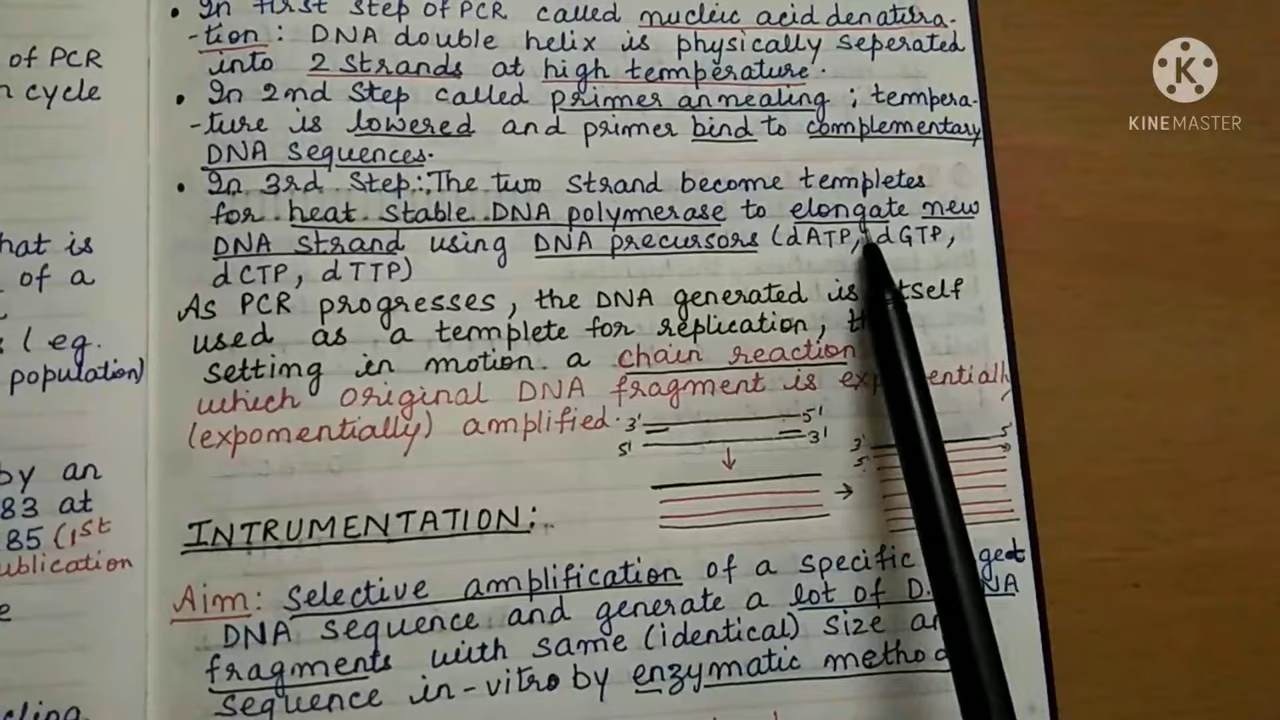 of PCR
cycle
hat is
of a
( eg.
population)
by an
83 at
85 (1st
ublication
• In first step of PCR called nucleic acid denatura-
-tion : DNA double helix is physically seperated
into 2 strands at high temperature.
• In 2nd step called primer annealing ; tempera-
-ture is lowered and primer bind to complementary
DNA sequences.
• In 3rd step: The two strand become templetes
for heat stable DNA polymerase to elongate new
DNA strand using DNA precursors (dATP, dGTP,
dCTP, dTTP)
As PCR progresses, the DNA generated is itself
used as a templete for replication,
setting in motion a chain reaction
which original DNA fragment is exponentially
(expomentially) amplified.
3' 5'
5' 3'
3' 5'
5'
INTRUMENTATION:
Aim: Selective amplification of a specific
DNA sequence and generate a lot of DNA
fragments with same (identical) size
sequence in-vitro by enzymatic method
K
KINEMASTER